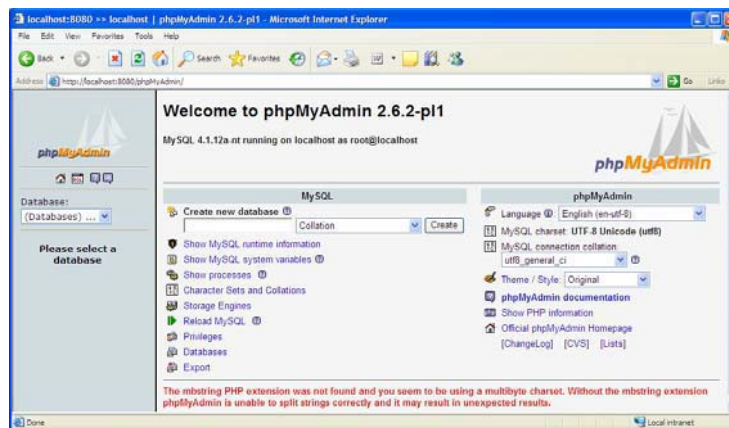 localhost:8080 >> localhost | phpMyAdmin 2.6.2-pl1 - Microsoft Internet Explorer
File Edit View Favorites Tools Help
Back Search Favorites
Address http://localhost:8080/phpMyAdmin/ Go Links
phpMyAdmin
Database:
(Databases) ...
Please select a
database
Welcome to phpMyAdmin 2.6.2-pl1
MySQL 4.1.12a-nt running on localhost as root@localhost
phpMyAdmin
MySQL
Create new database
Collation Create
Show MySQL runtime information
Show MySQL system variables
Show processes
Character Sets and Collations
Storage Engines
Reload MySQL
Privileges
Databases
Export
phpMyAdmin
Language : English (en-utf-8)
MySQL charset: UTF-8 Unicode (utf8)
MySQL connection collation:
utf8_general_ci
Theme / Style: Original
phpMyAdmin documentation
Show PHP information
Official phpMyAdmin Homepage
[ChangeLog] [CVS] [Lists]
The mbstring PHP extension was not found and you seem to be using a multibyte charset. Without the mbstring extension
phpMyAdmin is unable to split strings correctly and it may result in unexpected results.
Done Local intranet